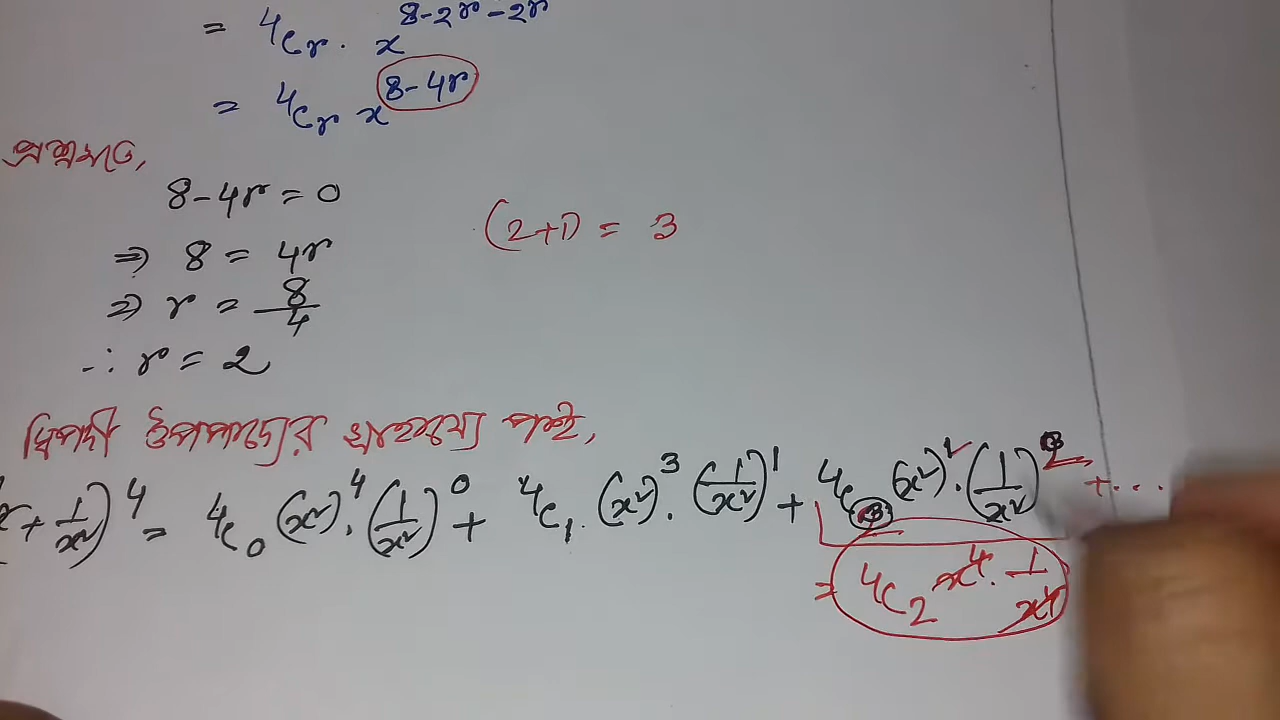 = ⁴Cᵣ . x^(8-2r-2r)
= ⁴Cᵣ x^(8-4r)
প্রশ্নমতে,
8-4r = 0
(2+1) = 3
⇒ 8 = 4r
⇒ r = 8/4
∴ r = 2
দ্বিপদী উপপাদ্যের সাহায্যে পাই,
+ 1/x²)⁴ = ⁴C₀ (x²)⁴.(1/x²)⁰ + ⁴C₁.(x²)³.(1/x²)¹ + ⁴C (x²)².(1/x²) + ...
= ⁴C₂ x⁴. 1/x⁴